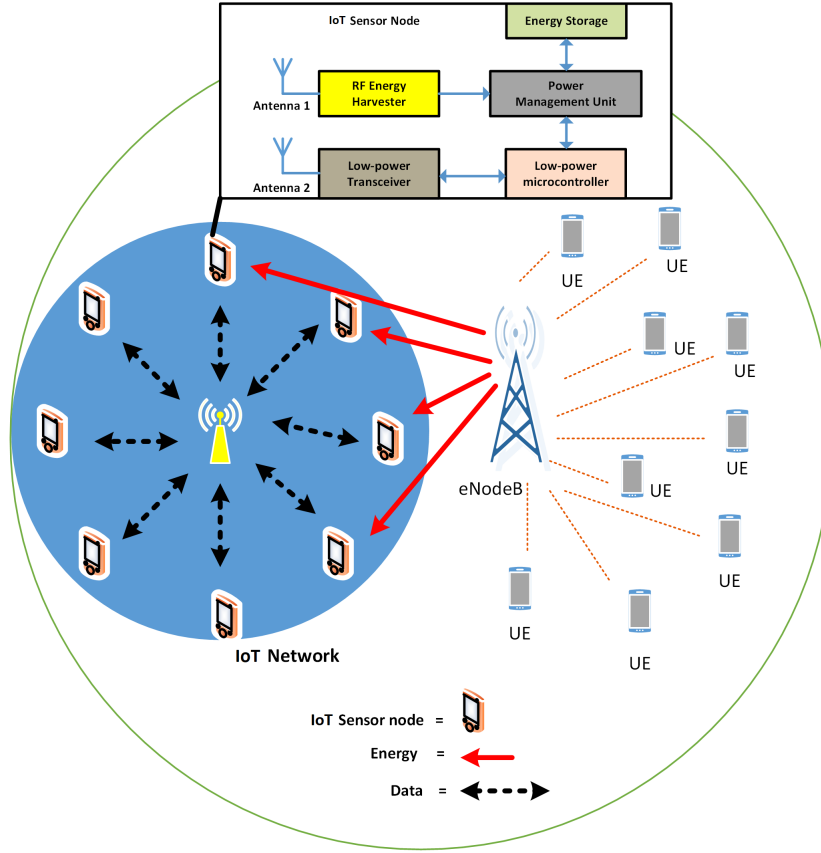 IoT Sensor Node
Energy Storage
RF Energy
Harvester
Power
Management Unit
Antenna 1
Low-power
Transceiver
Low-power
microcontroller
Antenna 2
UE
UE
UE
UE
UE
UE
eNodeB
UE
UE
UE
IoT Network
IoT Sensor node =
Energy =
Data =